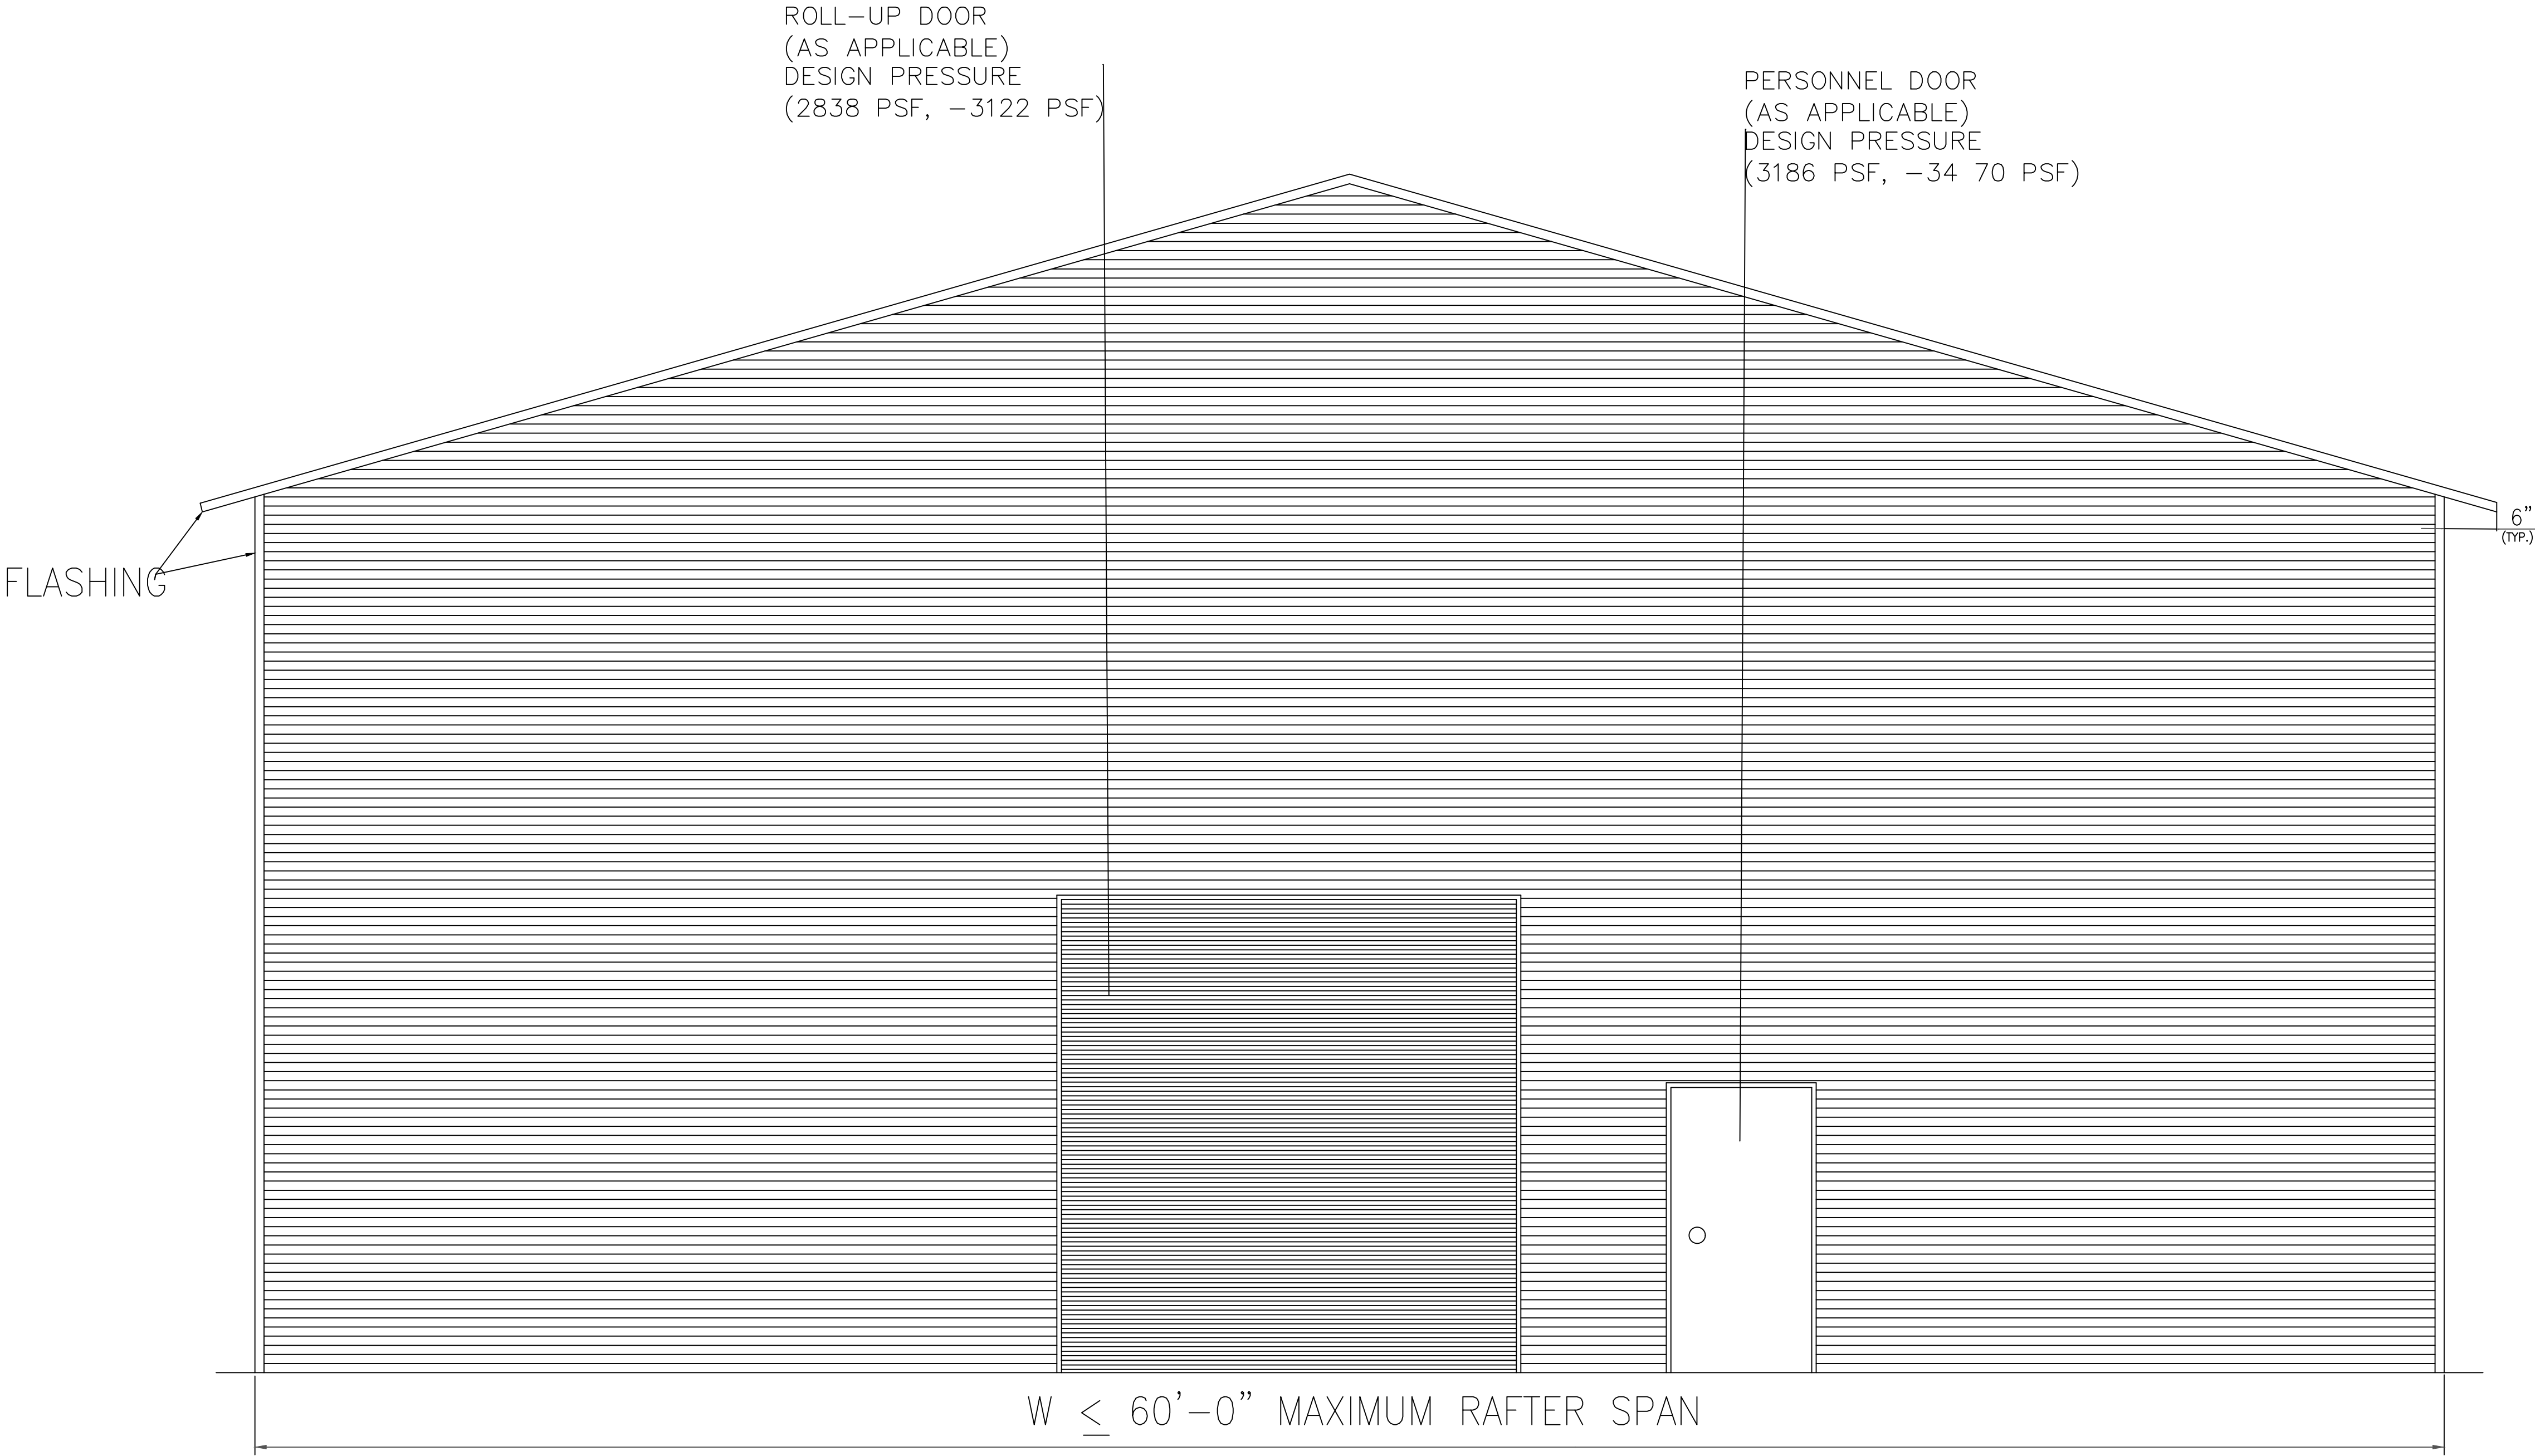 ROLL-UP DOOR
(AS APPLICABLE)
DESIGN PRESSURE
(2838 PSF, -3122 PSF)
PERSONNEL DOOR
(AS APPLICABLE)
DESIGN PRESSURE
(3186 PSF, -34 70 PSF)
6"
(TYP.)
FLASHING
W ≤ 60'-0" MAXIMUM RAFTER SPAN